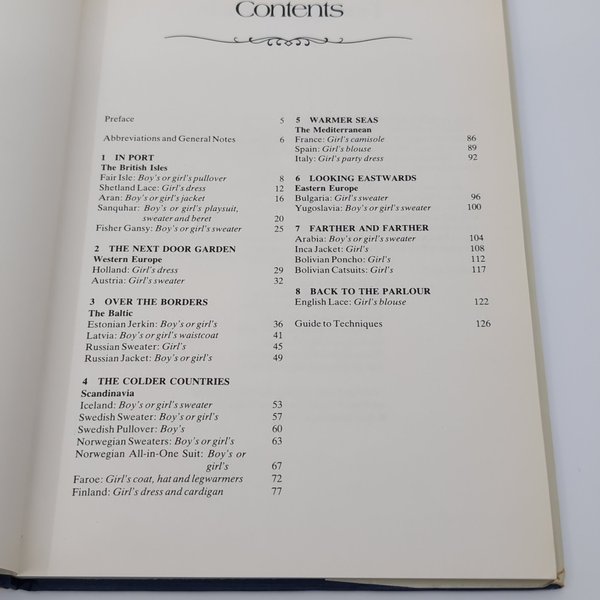 Contents
Preface 5
Abbreviations and General Notes 6
1 IN PORT
The British Isles
Fair Isle: Boy's or girl's pullover 8
Shetland Lace: Girl's dress 12
Aran: Boy's or girl's jacket 16
Sanquhar: Boy's or girl's playsuit,
sweater and beret 20
Fisher Gansy: Boy's or girl's sweater 25
2 THE NEXT DOOR GARDEN
Western Europe
Holland: Girl's dress 29
Austria: Girl's sweater 32
3 OVER THE BORDERS
The Baltic
Estonian Jerkin: Boy's or girl's 36
Latvia: Boy's or girl's waistcoat 41
Russian Sweater: Girl's 45
Russian Jacket: Boy's or girl's 49
4 THE COLDER COUNTRIES
Scandinavia
Iceland: Boy's or girl's sweater 53
Swedish Sweater: Boy's or girl's 57
Swedish Pullover: Boy's 60
Norwegian Sweaters: Boy's or girl's 63
Norwegian All-in-One Suit: Boy's or
girl's 67
Faroe: Girl's coat, hat and legwarmers 72
Finland: Girl's dress and cardigan 77
5 WARMER SEAS
The Mediterranean
France: Girl's camisole 86
Spain: Girl's blouse 89
Italy: Girl's party dress 92
6 LOOKING EASTWARDS
Eastern Europe
Bulgaria: Girl's sweater 96
Yugoslavia: Boy's or girl's sweater 100
7 FARTHER AND FARTHER
Arabia: Boy's or girl's sweater 104
Inca Jacket: Girl's 108
Bolivian Poncho: Girl's 112
Bolivian Catsuits: Girl's 117
8 BACK TO THE PARLOUR
English Lace: Girl's blouse 122
Guide to Techniques 126